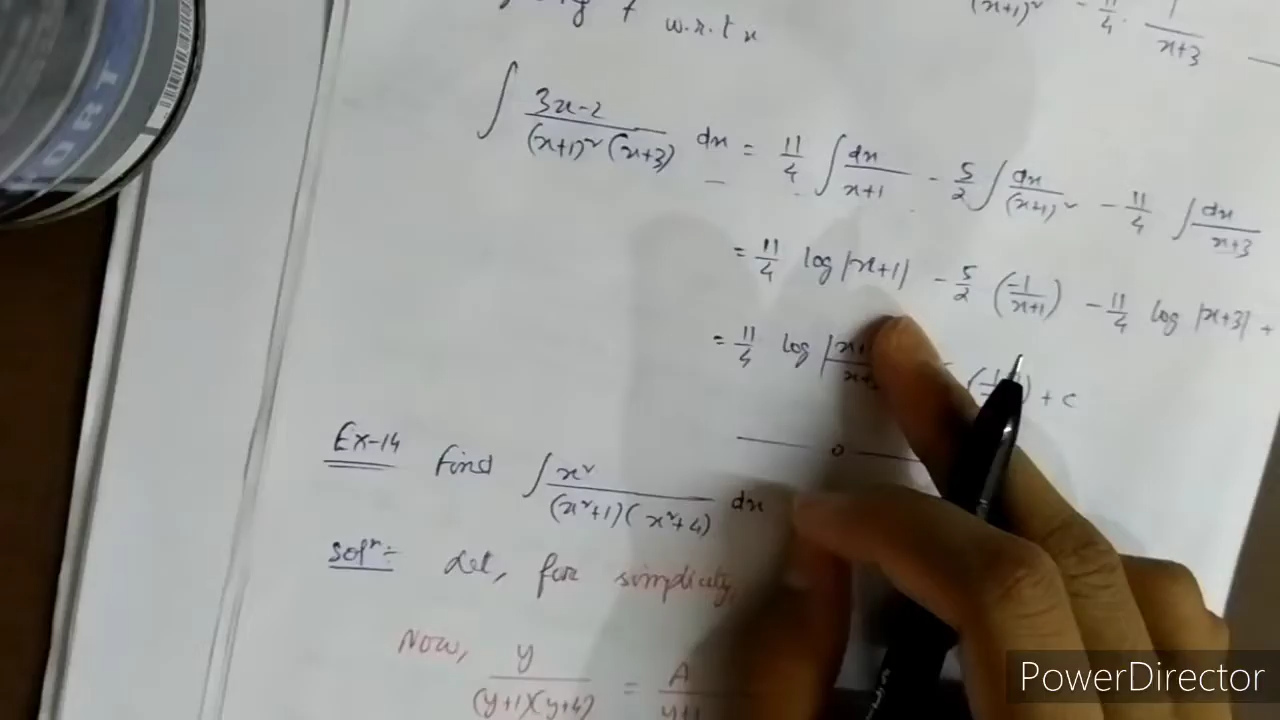 (x+1)² - 11/4 · 1/(x+3)
w.r.t x
∫ (3x-2)/((x+1)²(x+3)) dx = 11/4 ∫ dx/(x+1) - 5/2 ∫ dx/(x+1)² - 11/4 ∫ dx/(x+3)
= 11/4 log |x+1| - 5/2 (-1/(x+1)) - 11/4 log |x+3| +
= 11/4 log | + c
Ex-14 Find ∫ x²/((x²+1)(x²+4)) dx
Solⁿ:- Let, for simplicity,
Now, y/((y+1)(y+4)) = A/
PORT
PowerDirector